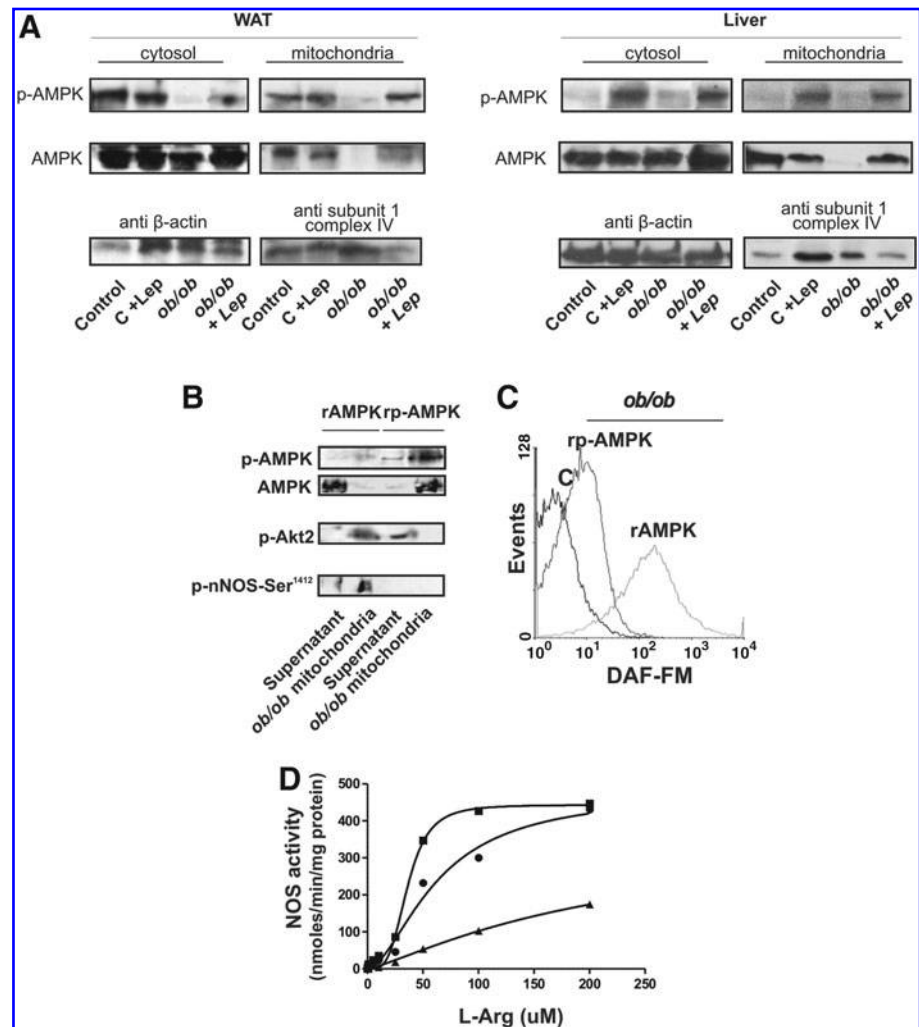 A
WAT
Liver
cytosol mitochondria
cytosol mitochondria
p-AMPK
p-AMPK
AMPK
AMPK
anti β-actin
anti subunit 1
complex IV
anti β-actin
anti subunit 1
complex IV
Control
C +Lep
ob/ob
ob/ob
+ Lep
Control
C +Lep
ob/ob
ob/ob
+ Lep
Control
C +Lep
ob/ob
ob/ob
+ Lep
Control
C +Lep
ob/ob
ob/ob
+ Lep
B
rAMPK rp-AMPK
p-AMPK
AMPK
p-Akt2
p-nNOS-Ser¹⁴¹²
Supernatant
ob/ob mitochondria
Supernatant
ob/ob mitochondria
C
ob/ob
128
rp-AMPK
C
rAMPK
Events
0
10⁰ 10¹ 10² 10³ 10⁴
DAF-FM
D
NOS activity
(nmoles/min/mg protein)
500
400
300
200
100
0
0 50 100 150 200 250
L-Arg (uM)